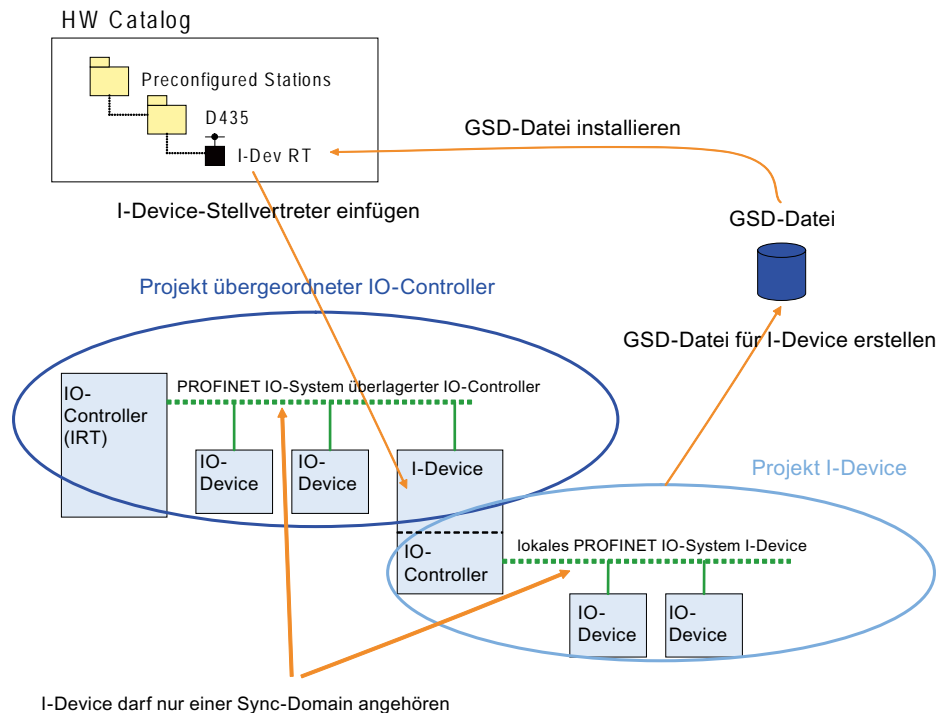 HW Catalog
Preconfigured Stations
D435
I-Dev RT
GSD-Datei installieren
I-Device-Stellvertreter einfügen
GSD-Datei
Projekt übergeordneter IO-Controller
GSD-Datei für I-Device erstellen
IO-
Controller
(IRT)
PROFINET IO-System überlagerter IO-Controller
IO-
Device
IO-
Device
I-Device
Projekt I-Device
IO-
Controller
lokales PROFINET IO-System I-Device
IO-
Device
IO-
Device
I-Device darf nur einer Sync-Domain angehören